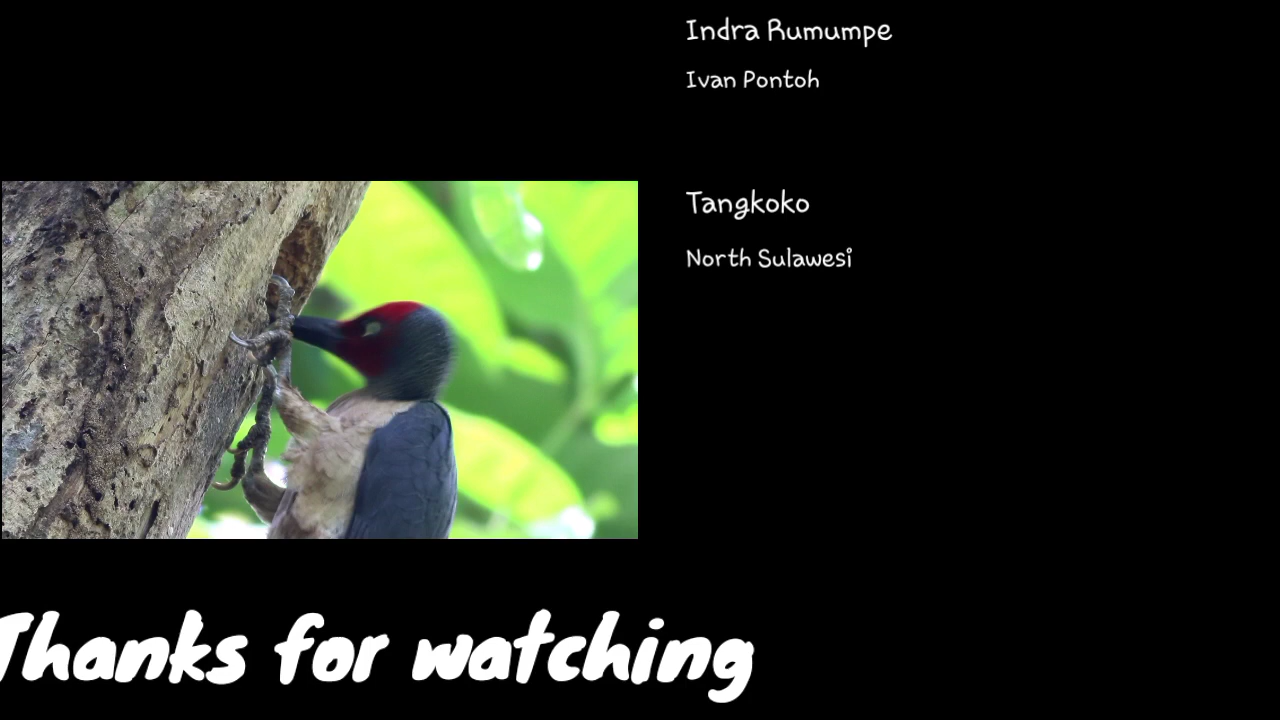 Indra Rumumpe
Ivan Pontoh
Tangkoko
North Sulawesi
Thanks for watching